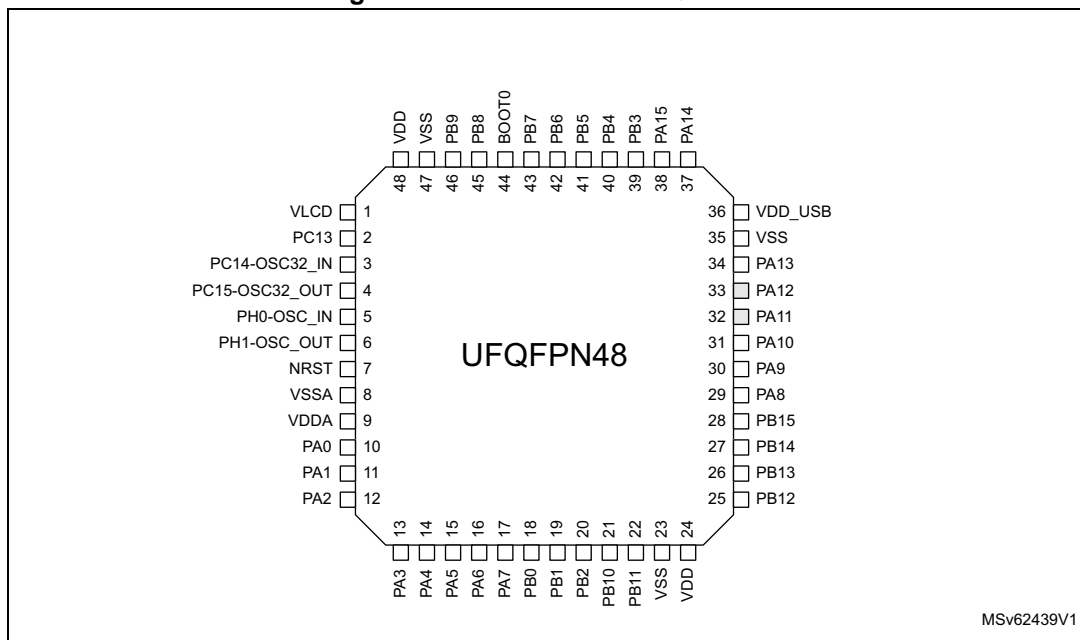 VDD VSS PB9 PB8 BOOT0 PB7 PB6 PB5 PB4 PB3 PA15 PA14
48 47 46 45 44 43 42 41 40 39 38 37
VLCD 1 36 VDD_USB
PC13 2 35 VSS
PC14-OSC32_IN 3 34 PA13
PC15-OSC32_OUT 4 33 PA12
PH0-OSC_IN 5 32 PA11
PH1-OSC_OUT 6 31 PA10
UFQFPN48
NRST 7 30 PA9
VSSA 8 29 PA8
VDDA 9 28 PB15
PA0 10 27 PB14
PA1 11 26 PB13
PA2 12 25 PB12
13 14 15 16 17 18 19 20 21 22 23 24
PA3 PA4 PA5 PA6 PA7 PB0 PB1 PB2 PB10 PB11 VSS VDD
MSv62439V1